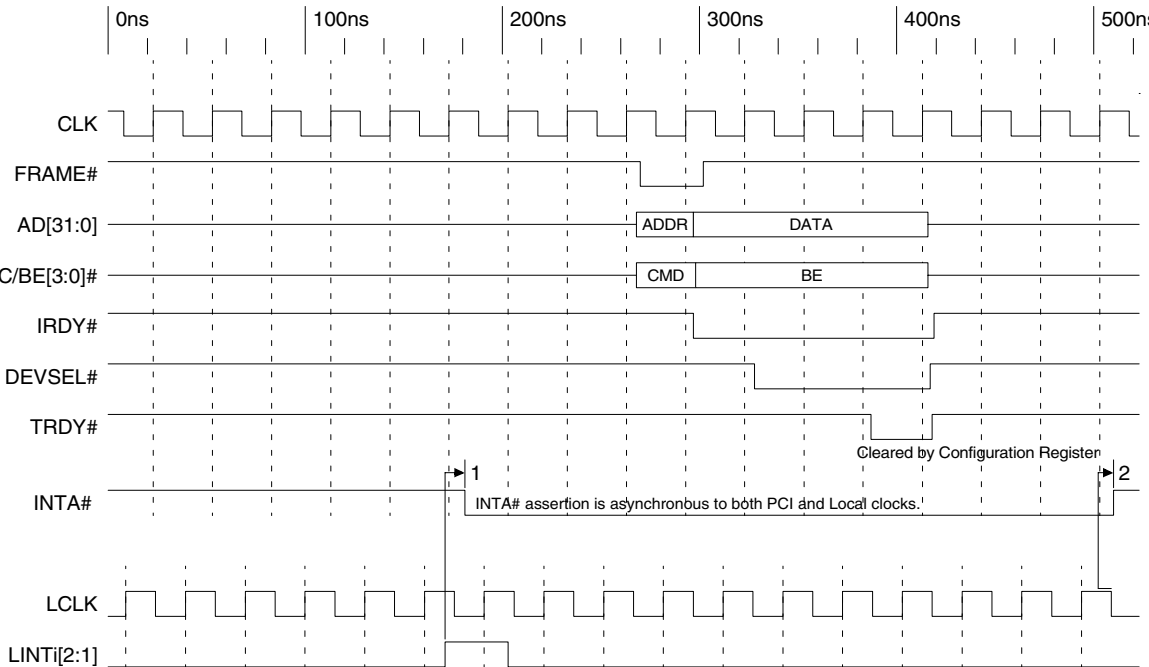 0ns 100ns 200ns 300ns 400ns 500ns
CLK
FRAME#
AD[31:0] ADDR DATA
C/BE[3:0]# CMD BE
IRDY#
DEVSEL#
TRDY#
Cleared by Configuration Register
1 2
INTA# INTA# assertion is asynchronous to both PCI and Local clocks.
LCLK
LINTi[2:1]